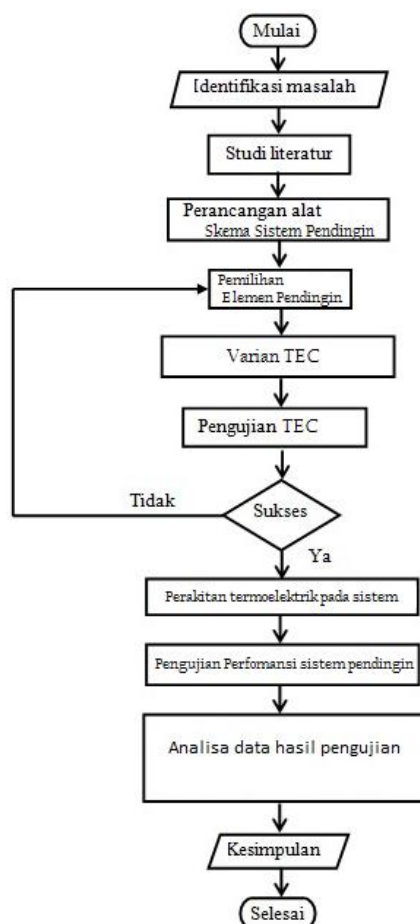 Mulai
Identifikasi masalah
Studi literatur
Perancangan alat
Skema Sistem Pendingin
Pemilihan
Elemen Pendingin
Varian TEC
Pengujian TEC
Tidak
Sukses
Ya
Perakitan termoelektrik pada sistem
Pengujian Perfomansi sistem pendingin
Analisa data hasil pengujian
Kesimpulan
Selesai